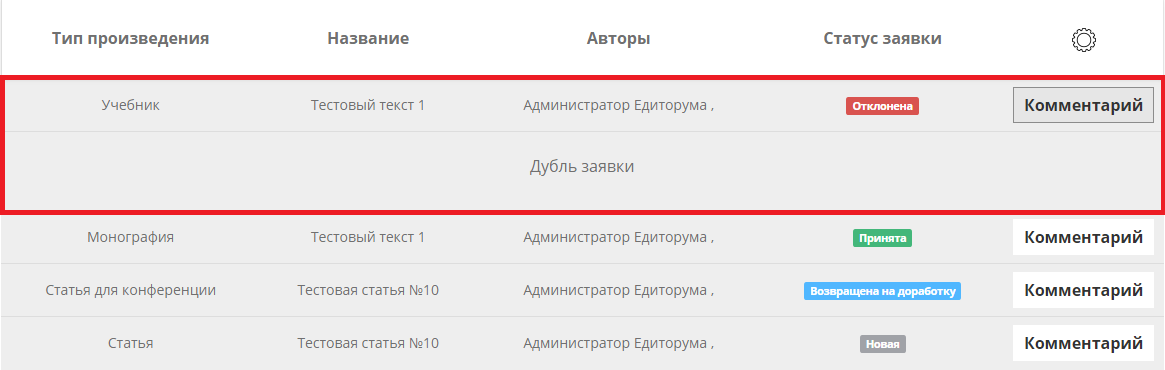 Тип произведения Название Авторы Статус заявки
Учебник Тестовый текст 1 Администратор Едиторума , Отклонена Комментарий
Дубль заявки
Монография Тестовый текст 1 Администратор Едиторума , Принята Комментарий
Статья для конференции Тестовая статья №10 Администратор Едиторума , Возвращена на доработку Комментарий
Статья Тестовая статья №10 Администратор Едиторума , Новая Комментарий